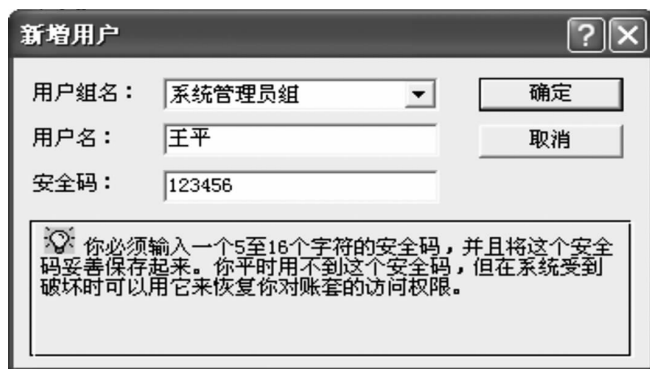 新增用户
用户组名： 系统管理员组 确定
用户名： 王平 取消
安全码： 123456
你必须输入一个5至16个字符的安全码，并且将这个安全
码妥善保存起来。你平时用不到这个安全码，但在系统受到
破坏时可以用它来恢复你对账套的访问权限。